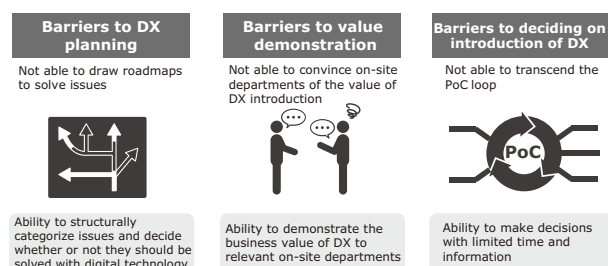 Barriers to DX
planning
Not able to draw roadmaps
to solve issues
Ability to structurally
categorize issues and decide
whether or not they should be
solved with digital technology
Barriers to value
demonstration
Not able to convince on-site
departments of the value of
DX introduction
Ability to demonstrate the
business value of DX to
relevant on-site departments
Barriers to deciding on
introduction of DX
Not able to transcend the
PoC loop
PoC
Ability to make decisions
with limited time and
information